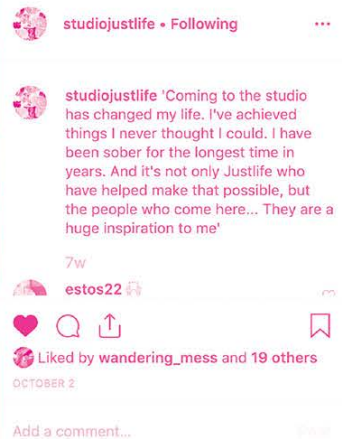 studiojustlife • Following
studiojustlife 'Coming to the studio
has changed my life. I've achieved
things I never thought I could. I have
been sober for the longest time in
years. And it's not only Justlife who
have helped make that possible, but
the people who come here... They are a
huge inspiration to me'
7w
estos22
Liked by wandering_mess and 19 others
OCTOBER 2
Add a comment...